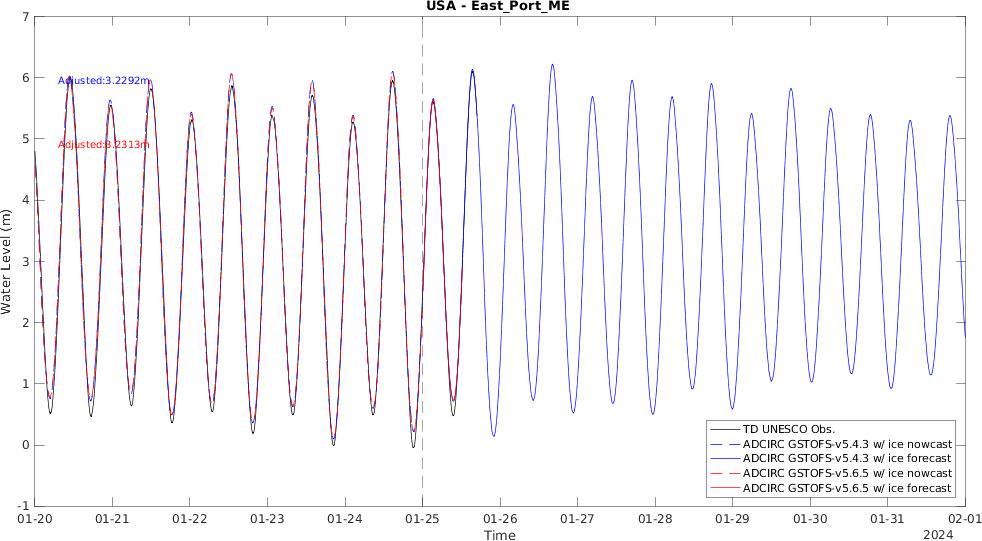 USA - East_Port_ME
7
6
5
4
3
2
1
0
-1
Water Level (m)
Adjusted:3.2292m
Adjusted:3.2313m
TD UNESCO Obs.
ADCIRC GSTOFS-v5.4.3 w/ ice nowcast
ADCIRC GSTOFS-v5.4.3 w/ ice forecast
ADCIRC GSTOFS-v5.6.5 w/ ice nowcast
ADCIRC GSTOFS-v5.6.5 w/ ice forecast
01-20 01-21 01-22 01-23 01-24 01-25 01-26 01-27 01-28 01-29 01-30 01-31 02-01
Time
2024